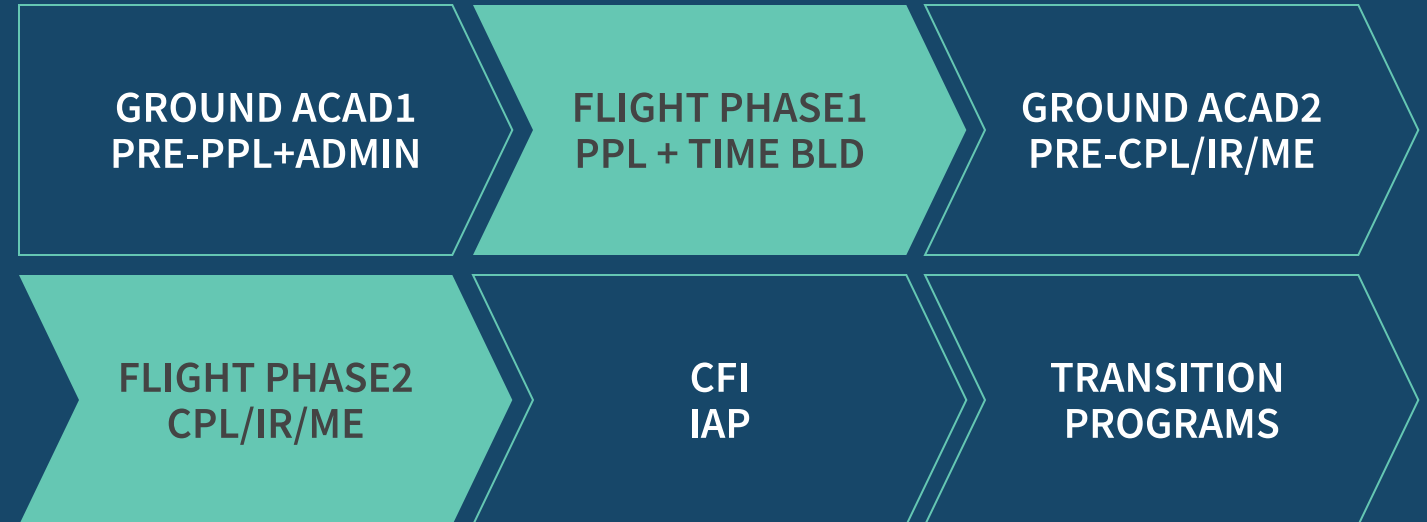 GROUND ACAD1
PRE-PPL+ADMIN
FLIGHT PHASE1
PPL + TIME BLD
GROUND ACAD2
PRE-CPL/IR/ME
FLIGHT PHASE2
CPL/IR/ME
CFI
IAP
TRANSITION
PROGRAMS